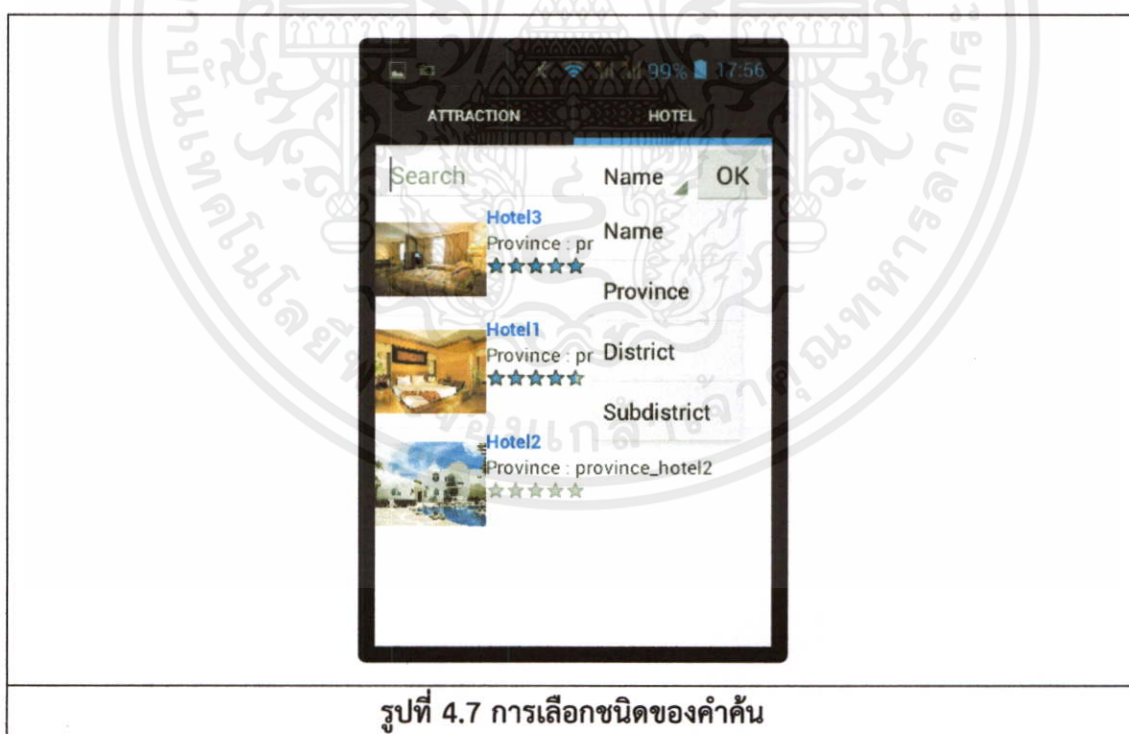 99% 17:56
ATTRACTION HOTEL
Search Name OK
Hotel3
Province : pr
Name
Province
Hotel1
Province : pr
District
Subdistrict
Hotel2
Province : province_hotel2
รูปที่ 4.7 การเลือกชนิดของคำค้น